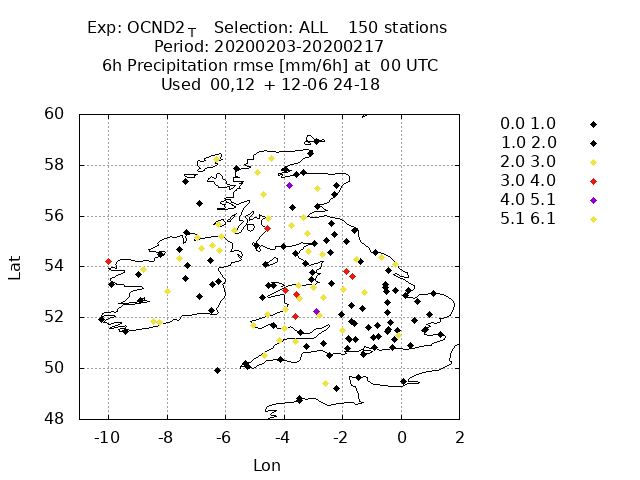 Exp: OCND2_T Selection: ALL 150 stations
Period: 20200203-20200217
6h Precipitation rmse [mm/6h] at 00 UTC
Used 00,12 + 12-06 24-18
0.0 1.0
1.0 2.0
2.0 3.0
3.0 4.0
4.0 5.1
5.1 6.1
60
58
56
54
52
50
48
Lat
-10 -8 -6 -4 -2 0 2
Lon